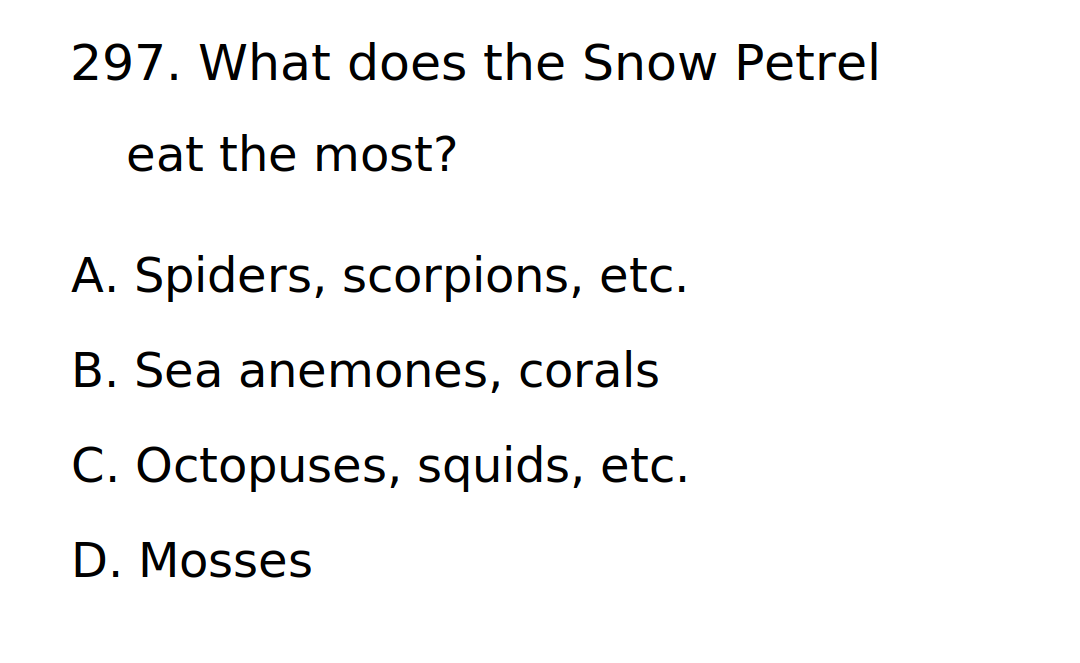 297. What does the Snow Petrel
eat the most?
A. Spiders, scorpions, etc.
B. Sea anemones, corals
C. Octopuses, squids, etc.
D. Mosses